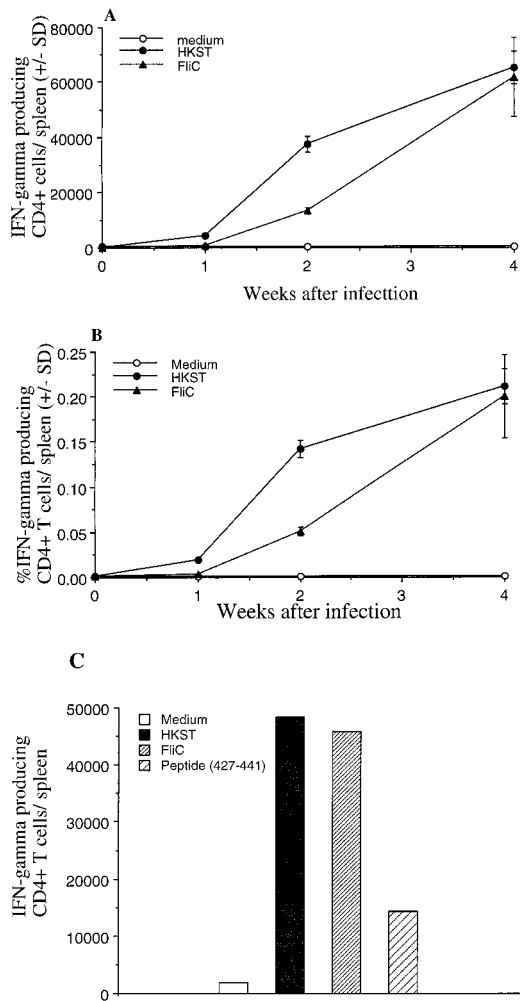 A
IFN-gamma producing
CD4+ cells/ spleen (+/- SD)
80000
60000
40000
20000
0
medium
HKST
FliC
0 1 2 3 4
Weeks after infecttion
B
%IFN-gamma producing
CD4+ T cells/ spleen (+/- SD)
0.25
0.20
0.15
0.10
0.05
0.00
Medium
HKST
FliC
0 1 2 3 4
Weeks after infection
C
IFN-gamma producing
CD4+ T cells/ spleen
50000
40000
30000
20000
10000
0
Medium
HKST
FliC
Peptide (427-441)